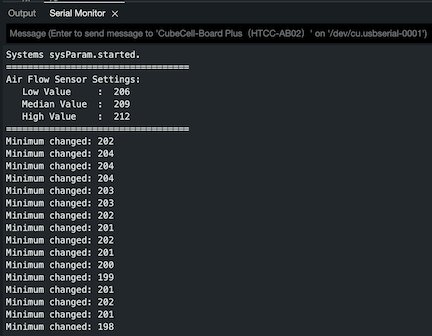 Output Serial Monitor ×
Message (Enter to send message to 'CubeCell-Board Plus（HTCC-AB02）' on '/dev/cu.usbserial-0001')
Systems sysParam.started.
==================================
Air Flow Sensor Settings:
Low Value : 206
Median Value : 209
High Value : 212
==================================
Minimum changed: 202
Minimum changed: 204
Minimum changed: 204
Minimum changed: 204
Minimum changed: 203
Minimum changed: 203
Minimum changed: 202
Minimum changed: 201
Minimum changed: 202
Minimum changed: 201
Minimum changed: 200
Minimum changed: 199
Minimum changed: 201
Minimum changed: 202
Minimum changed: 201
Minimum changed: 198